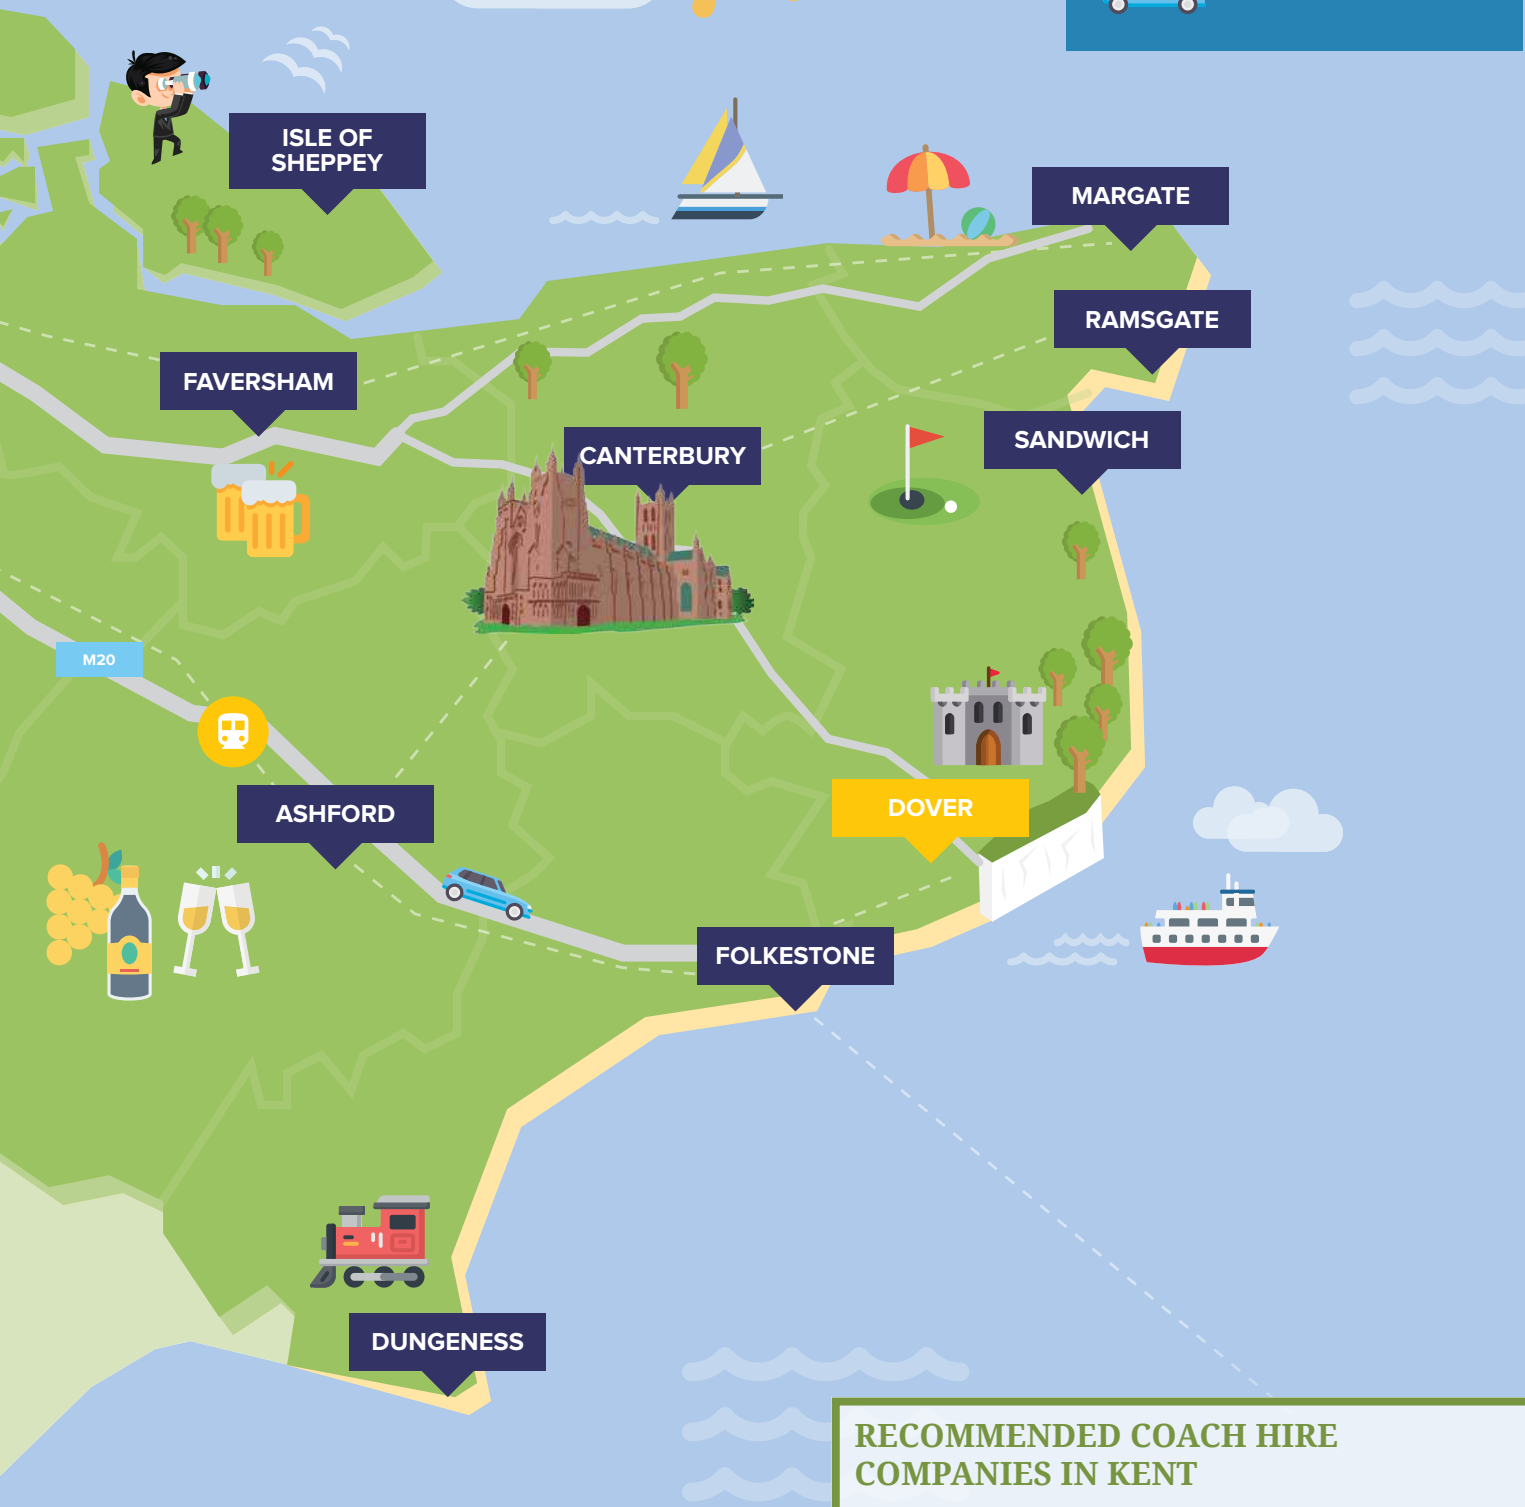 ISLE OF
SHEPPEY
MARGATE
RAMSGATE
FAVERSHAM
SANDWICH
CANTERBURY
M20
DOVER
ASHFORD
FOLKESTONE
DUNGENESS
RECOMMENDED COACH HIRE
COMPANIES IN KENT